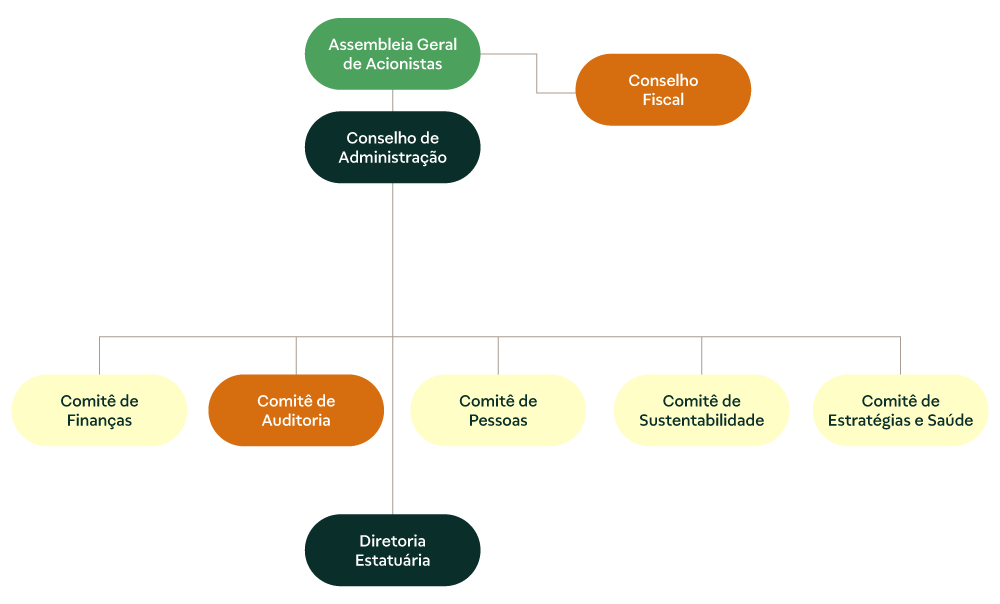 Assembleia Geral
de Acionistas
Conselho
Fiscal
Conselho de
Administração
Comitê de
Finanças
Comitê de
Auditoria
Comitê de
Pessoas
Comitê de
Sustentabilidade
Comitê de
Estratégias e Saúde
Diretoria
Estatuária